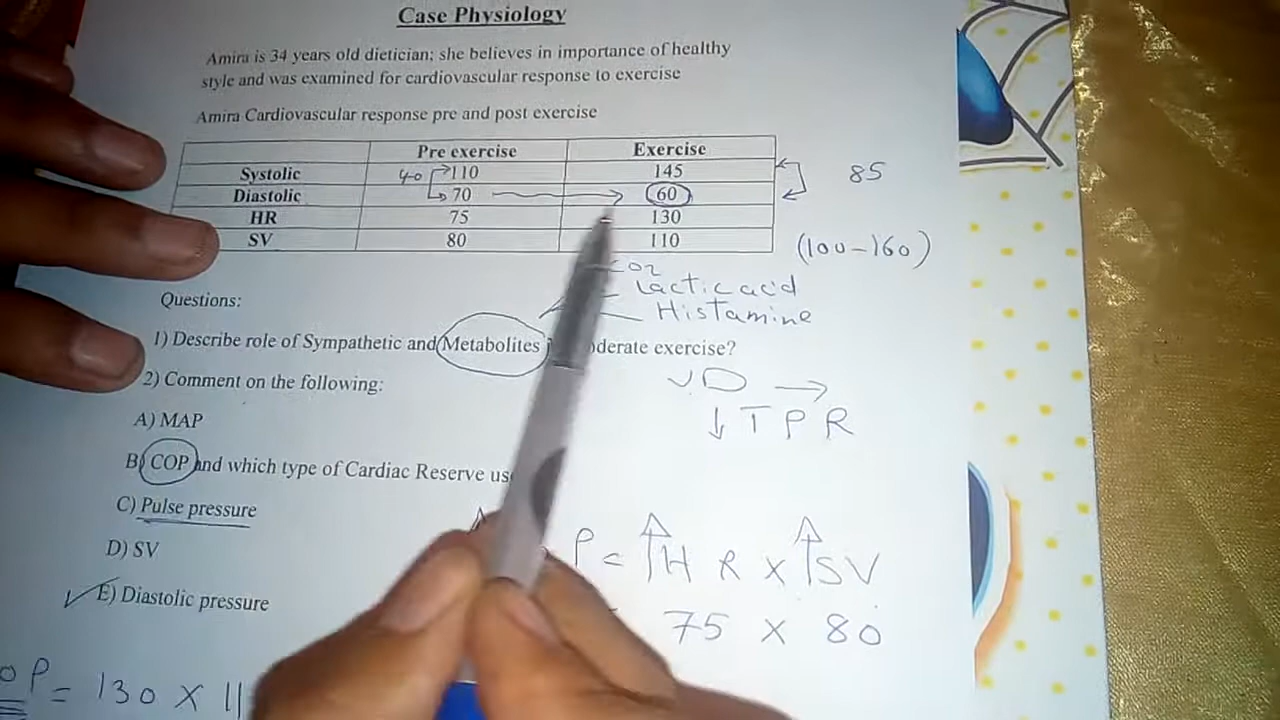 Case Physiology
Amira is 34 years old dietician; she believes in importance of healthy
style and was examined for cardiovascular response to exercise
Amira Cardiovascular response pre and post exercise
Pre exercise Exercise
Systolic 40 110 145
Diastolic 70 60
HR 75 130
SV 80 110
85
(100-160)
CO2
Lactic acid
Histamine
Questions:
1) Describe role of Sympathetic and Metabolites derate exercise?
VD →
↓ TPR
2) Comment on the following:
A) MAP
B) COP and which type of Cardiac Reserve us
C) Pulse pressure
D) SV
E) Diastolic pressure
P = ↑H R X ↑SV
75 X 80
OP = 130 X 11